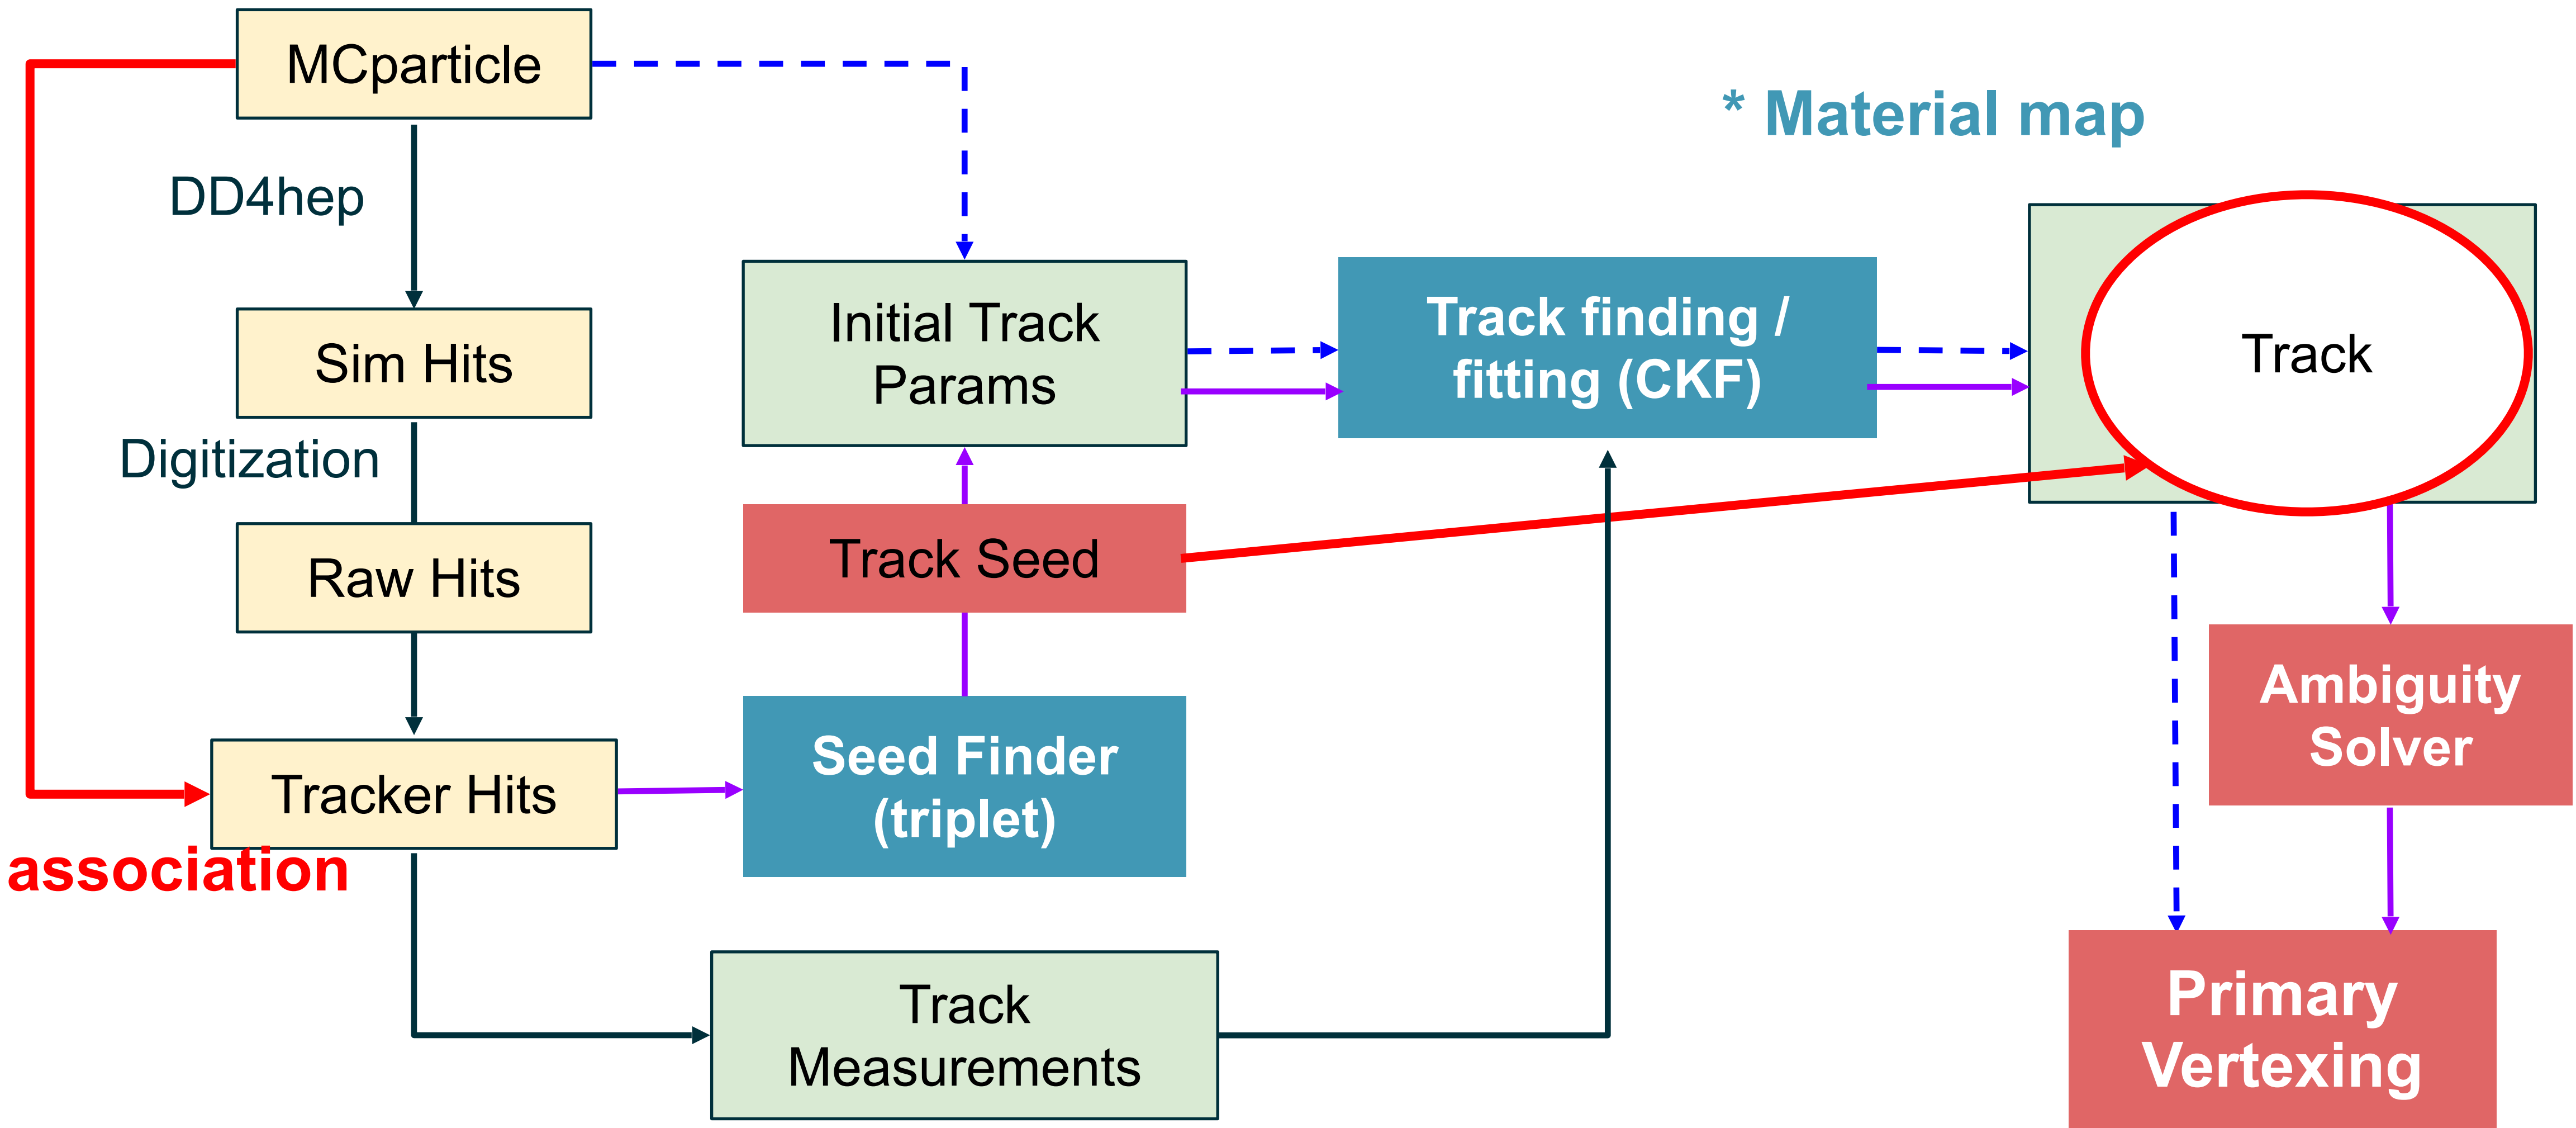 MCparticle
* Material map
DD4hep
Initial Track
Params
Track finding /
fitting (CKF)
Track
Sim Hits
Digitization
Raw Hits
Track Seed
Ambiguity
Solver
Tracker Hits
Seed Finder
(triplet)
association
Track
Measurements
Primary
Vertexing